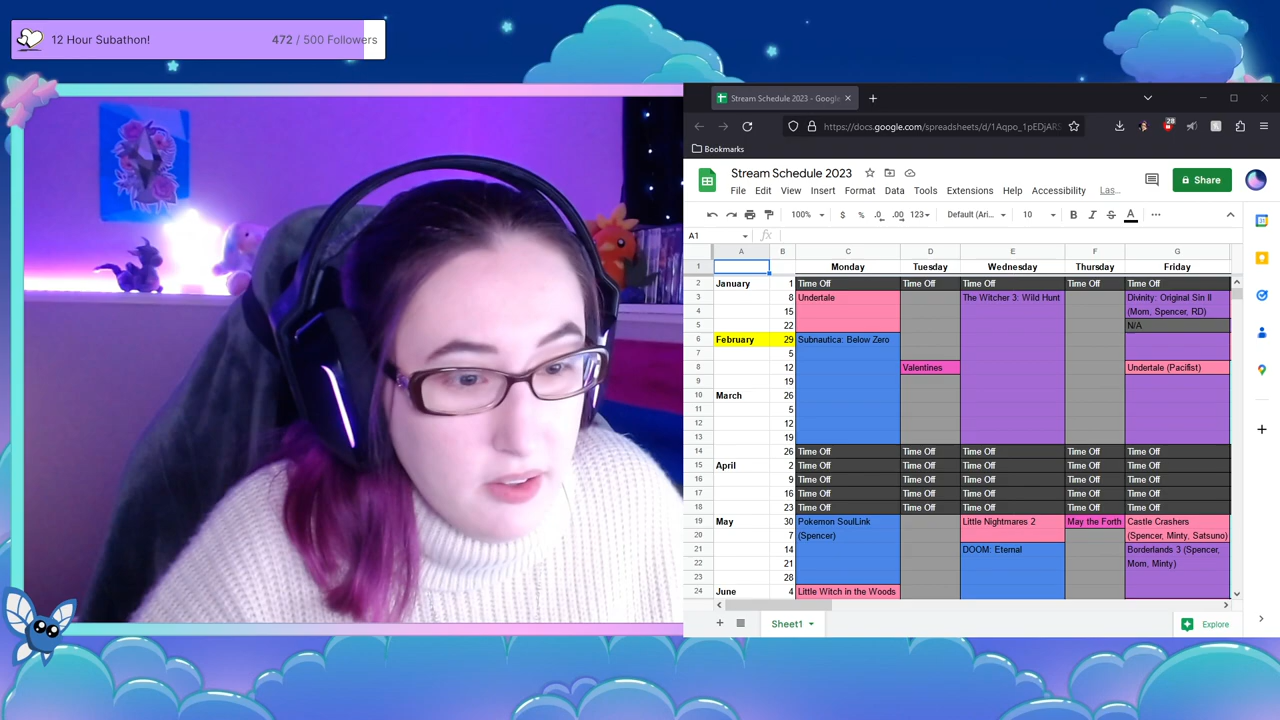 12 Hour Subathon! 472 / 500 Followers
Stream Schedule 2023 - Google
https://docs.google.com/spreadsheets/d/1Aqpo_1pEDjARS
28
Bookmarks
Stream Schedule 2023
Share
File Edit View Insert Format Data Tools Extensions Help Accessibility Las...
100% $ % .0 .00 123 Default (Ari... 10 B I S A
A1 fx
A B C D E F G
1 Monday Tuesday Wednesday Thursday Friday
2 January 1 Time Off Time Off Time Off Time Off Time Off
3 8 Undertale The Witcher 3: Wild Hunt Divinity: Original Sin II
4 15 (Mom, Spencer, RD)
5 22 N/A
6 February 29 Subnautica: Below Zero
7 5
8 12 Valentines Undertale (Pacifist)
9 19
10 March 26
11 5
12 12
13 19
14 26 Time Off Time Off Time Off Time Off Time Off
15 April 2 Time Off Time Off Time Off Time Off Time Off
16 9 Time Off Time Off Time Off Time Off Time Off
17 16 Time Off Time Off Time Off Time Off Time Off
18 23 Time Off Time Off Time Off Time Off Time Off
19 May 30 Pokemon SoulLink Little Nightmares 2 May the Forth Castle Crashers
20 7 (Spencer) (Spencer, Minty, Satsuno)
21 14 DOOM: Eternal Borderlands 3 (Spencer,
22 21 Mom, Minty)
23 28
24 June 4 Little Witch in the Woods
Sheet1
Explore